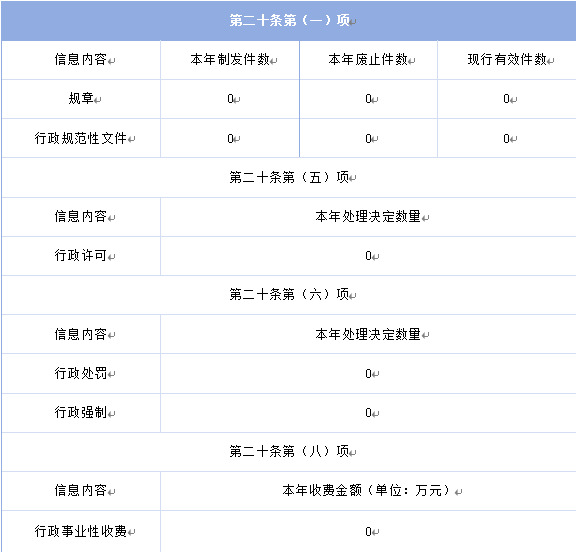 第二十条第（一）项
信息内容 本年制发件数 本年废止件数 现行有效件数
规章 0 0 0
行政规范性文件 0 0 0
第二十条第（五）项
信息内容 本年处理决定数量
行政许可 0
第二十条第（六）项
信息内容 本年处理决定数量
行政处罚 0
行政强制 0
第二十条第（八）项
信息内容 本年收费金额（单位：万元）
行政事业性收费 0